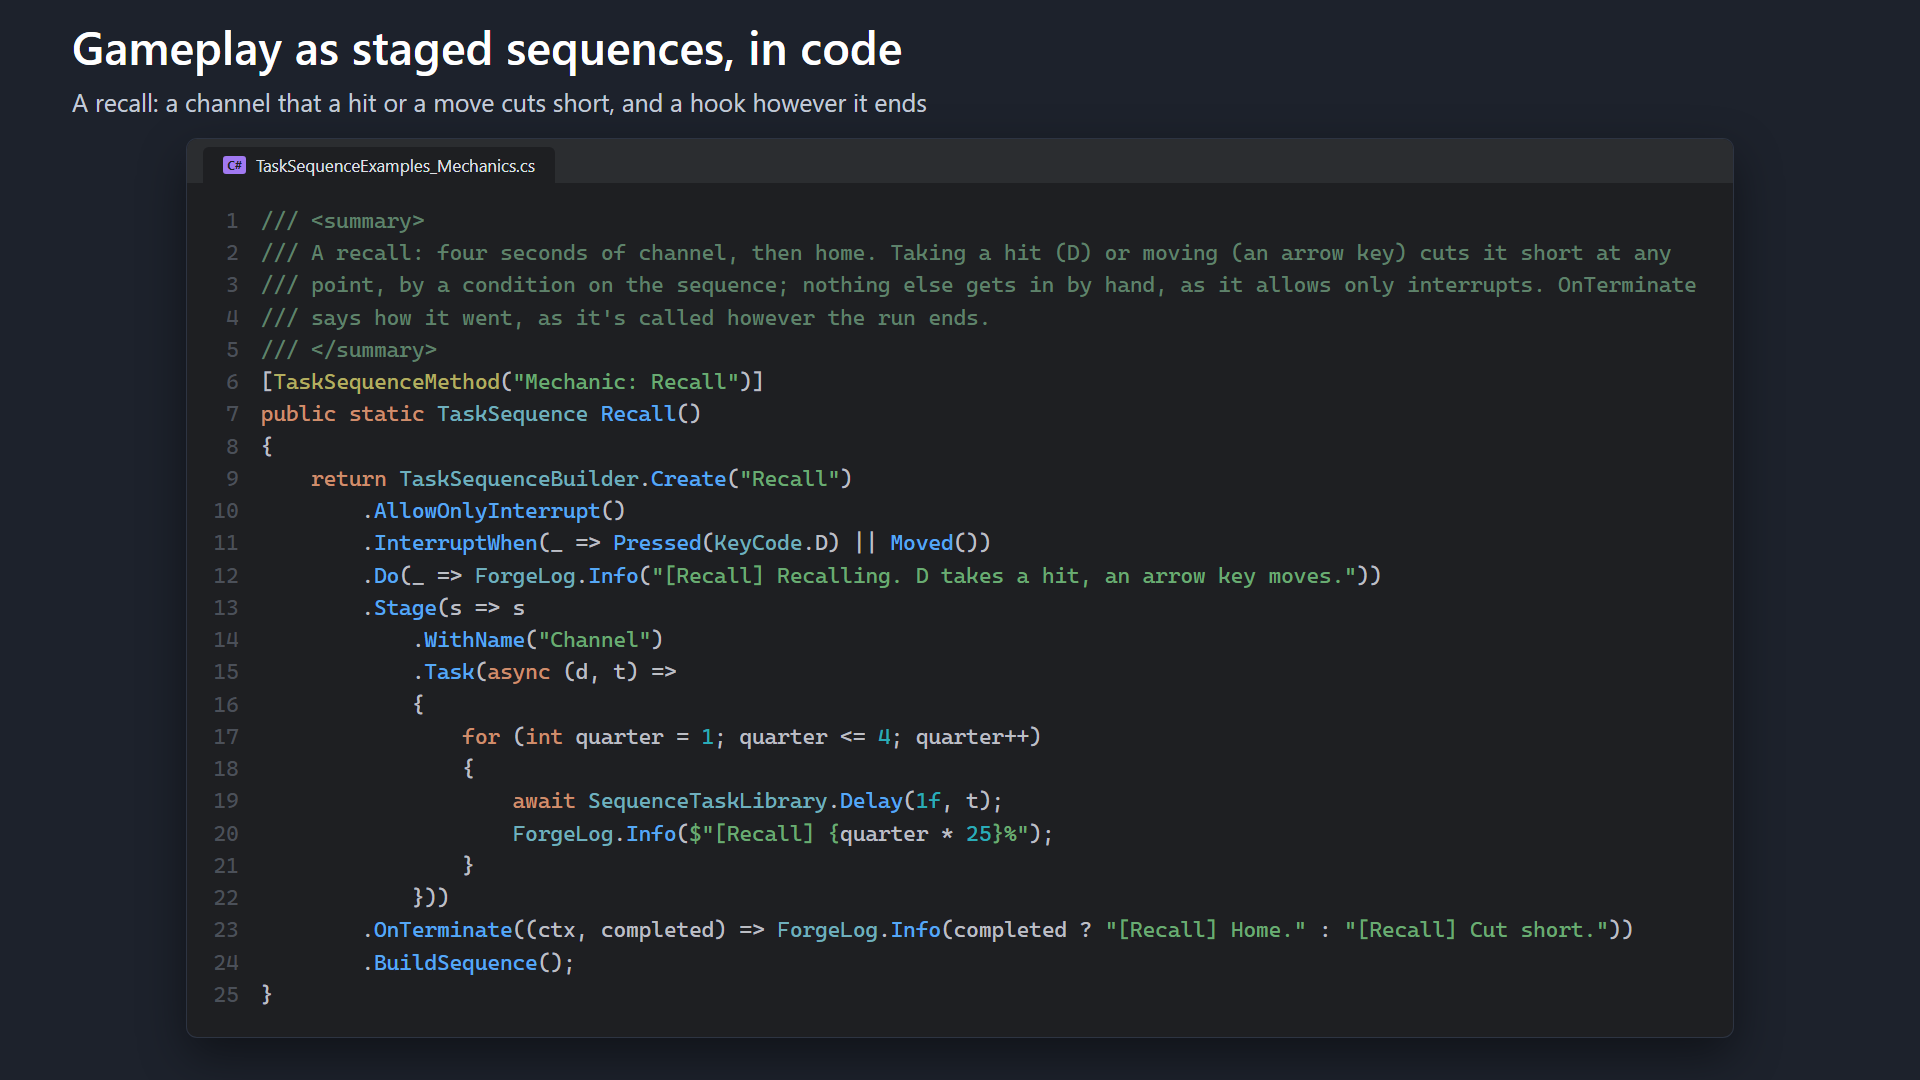 Gameplay as staged sequences, in code
A recall: a channel that a hit or a move cuts short, and a hook however it ends
C# TaskSequenceExamples_Mechanics.cs
1 /// <summary>
2 /// A recall: four seconds of channel, then home. Taking a hit (D) or moving (an arrow key) cuts it short at any
3 /// point, by a condition on the sequence; nothing else gets in by hand, as it allows only interrupts. OnTerminate
4 /// says how it went, as it's called however the run ends.
5 /// </summary>
6 [TaskSequenceMethod("Mechanic: Recall")]
7 public static TaskSequence Recall()
8 {
9     return TaskSequenceBuilder.Create("Recall")
10         .AllowOnlyInterrupt()
11         .InterruptWhen(_ => Pressed(KeyCode.D) || Moved())
12         .Do(_ => ForgeLog.Info("[Recall] Recalling. D takes a hit, an arrow key moves."))
13         .Stage(s => s
14             .WithName("Channel")
15             .Task(async (d, t) =>
16             {
17                 for (int quarter = 1; quarter <= 4; quarter++)
18                 {
19                     await SequenceTaskLibrary.Delay(1f, t);
20                     ForgeLog.Info($"[Recall] {quarter * 25}%");
21                 }
22             }))
23         .OnTerminate((ctx, completed) => ForgeLog.Info(completed ? "[Recall] Home." : "[Recall] Cut short."))
24         .BuildSequence();
25 }